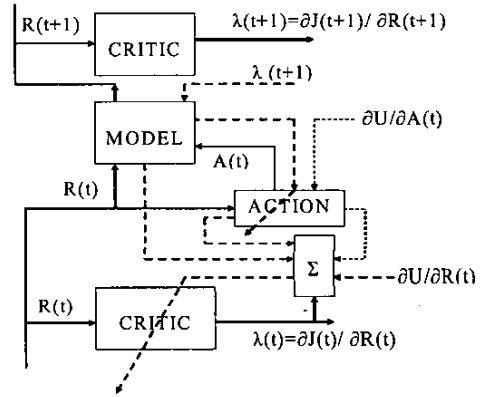 R(t+1)
CRITIC
λ(t+1)=∂J(t+1)/ ∂R(t+1)
λ (t+1)
MODEL
∂U/∂A(t)
A(t)
R(t)
ACTION
Σ
∂U/∂R(t)
R(t)
CRITIC
λ(t)=∂J(t)/ ∂R(t)